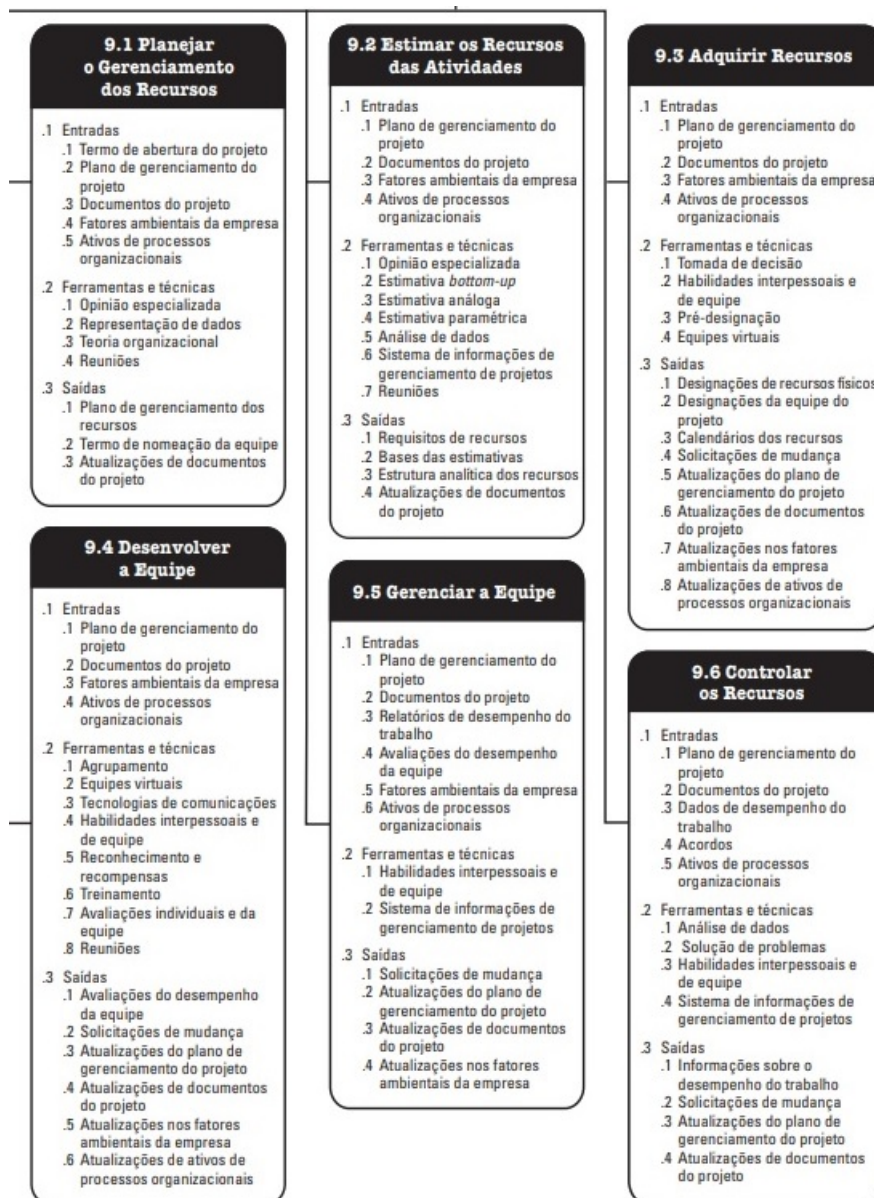 9.1 Planejar
o Gerenciamento
dos Recursos
.1 Entradas
.1 Termo de abertura do projeto
.2 Plano de gerenciamento do
projeto
.3 Documentos do projeto
.4 Fatores ambientais da empresa
.5 Ativos de processos
organizacionais
.2 Ferramentas e técnicas
.1 Opinião especializada
.2 Representação de dados
.3 Teoria organizacional
.4 Reuniões
.3 Saídas
.1 Plano de gerenciamento dos
recursos
.2 Termo de nomeação da equipe
.3 Atualizações de documentos
do projeto
9.2 Estimar os Recursos
das Atividades
.1 Entradas
.1 Plano de gerenciamento do
projeto
.2 Documentos do projeto
.3 Fatores ambientais da empresa
.4 Ativos de processos
organizacionais
.2 Ferramentas e técnicas
.1 Opinião especializada
.2 Estimativa bottom-up
.3 Estimativa análoga
.4 Estimativa paramétrica
.5 Análise de dados
.6 Sistema de informações de
gerenciamento de projetos
.7 Reuniões
.3 Saídas
.1 Requisitos de recursos
.2 Bases das estimativas
.3 Estrutura analítica dos recursos
.4 Atualizações de documentos
do projeto
9.3 Adquirir Recursos
.1 Entradas
.1 Plano de gerenciamento do
projeto
.2 Documentos do projeto
.3 Fatores ambientais da empresa
.4 Ativos de processos
organizacionais
.2 Ferramentas e técnicas
.1 Tomada de decisão
.2 Habilidades interpessoais e
de equipe
.3 Pré-designação
.4 Equipes virtuais
.3 Saídas
.1 Designações de recursos físicos
.2 Designações da equipe do
projeto
.3 Calendários dos recursos
.4 Solicitações de mudança
.5 Atualizações do plano de
gerenciamento do projeto
.6 Atualizações de documentos
do projeto
.7 Atualizações nos fatores
ambientais da empresa
.8 Atualizações de ativos de
processos organizacionais
9.4 Desenvolver
a Equipe
.1 Entradas
.1 Plano de gerenciamento do
projeto
.2 Documentos do projeto
.3 Fatores ambientais da empresa
.4 Ativos de processos
organizacionais
.2 Ferramentas e técnicas
.1 Agrupamento
.2 Equipes virtuais
.3 Tecnologias de comunicações
.4 Habilidades interpessoais e
de equipe
.5 Reconhecimento e
recompensas
.6 Treinamento
.7 Avaliações individuais e da
equipe
.8 Reuniões
.3 Saídas
.1 Avaliações do desempenho
da equipe
.2 Solicitações de mudança
.3 Atualizações do plano de
gerenciamento do projeto
.4 Atualizações de documentos
do projeto
.5 Atualizações nos fatores
ambientais da empresa
.6 Atualizações de ativos de
processos organizacionais
9.5 Gerenciar a Equipe
.1 Entradas
.1 Plano de gerenciamento do
projeto
.2 Documentos do projeto
.3 Relatórios de desempenho do
trabalho
.4 Avaliações do desempenho
da equipe
.5 Fatores ambientais da empresa
.6 Ativos de processos
organizacionais
.2 Ferramentas e técnicas
.1 Habilidades interpessoais e
de equipe
.2 Sistema de informações de
gerenciamento de projetos
.3 Saídas
.1 Solicitações de mudança
.2 Atualizações do plano de
gerenciamento do projeto
.3 Atualizações de documentos
do projeto
.4 Atualizações nos fatores
ambientais da empresa
9.6 Controlar
os Recursos
.1 Entradas
.1 Plano de gerenciamento do
projeto
.2 Documentos do projeto
.3 Dados de desempenho do
trabalho
.4 Acordos
.5 Ativos de processos
organizacionais
.2 Ferramentas e técnicas
.1 Análise de dados
.2 Solução de problemas
.3 Habilidades interpessoais e
de equipe
.4 Sistema de informações de
gerenciamento de projetos
.3 Saídas
.1 Informações sobre o
desempenho do trabalho
.2 Solicitações de mudança
.3 Atualizações do plano de
gerenciamento do projeto
.4 Atualizações de documentos
do projeto